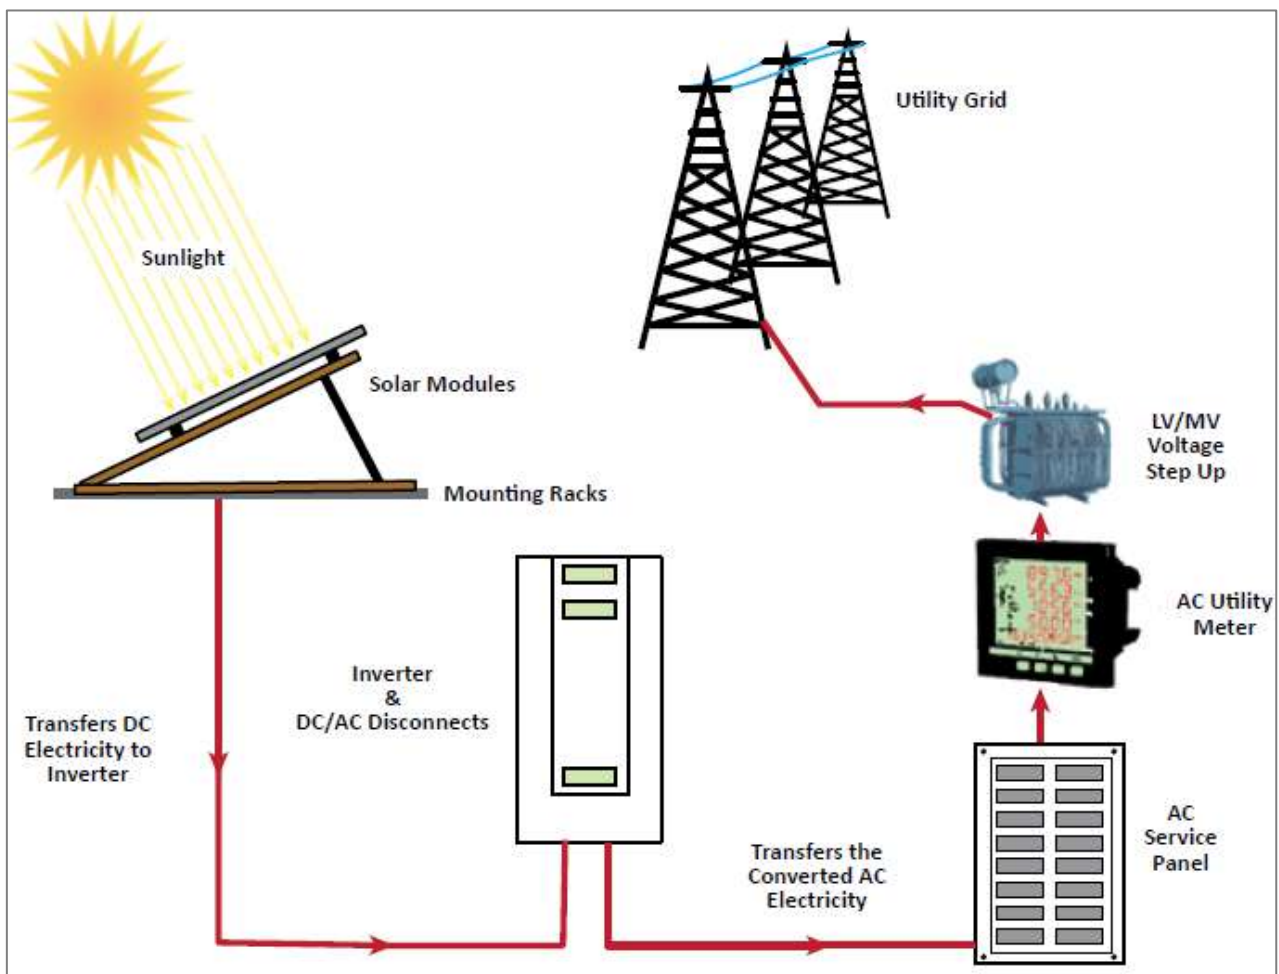 Utility Grid
Sunlight
Solar Modules
Mounting Racks
LV/MV
Voltage
Step Up
AC Utility
Meter
Inverter
&
DC/AC Disconnects
Transfers DC
Electricity to
Inverter
Transfers the
Converted AC
Electricity
AC
Service
Panel